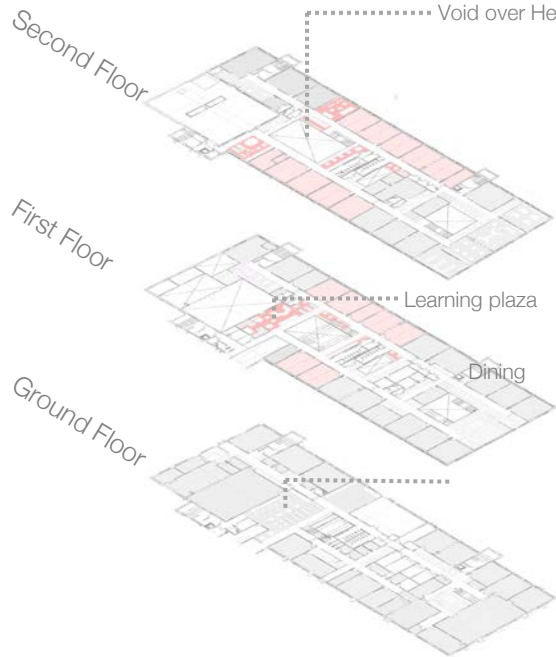 Void over He
Second Floor
First Floor
Learning plaza
Dining
Ground Floor